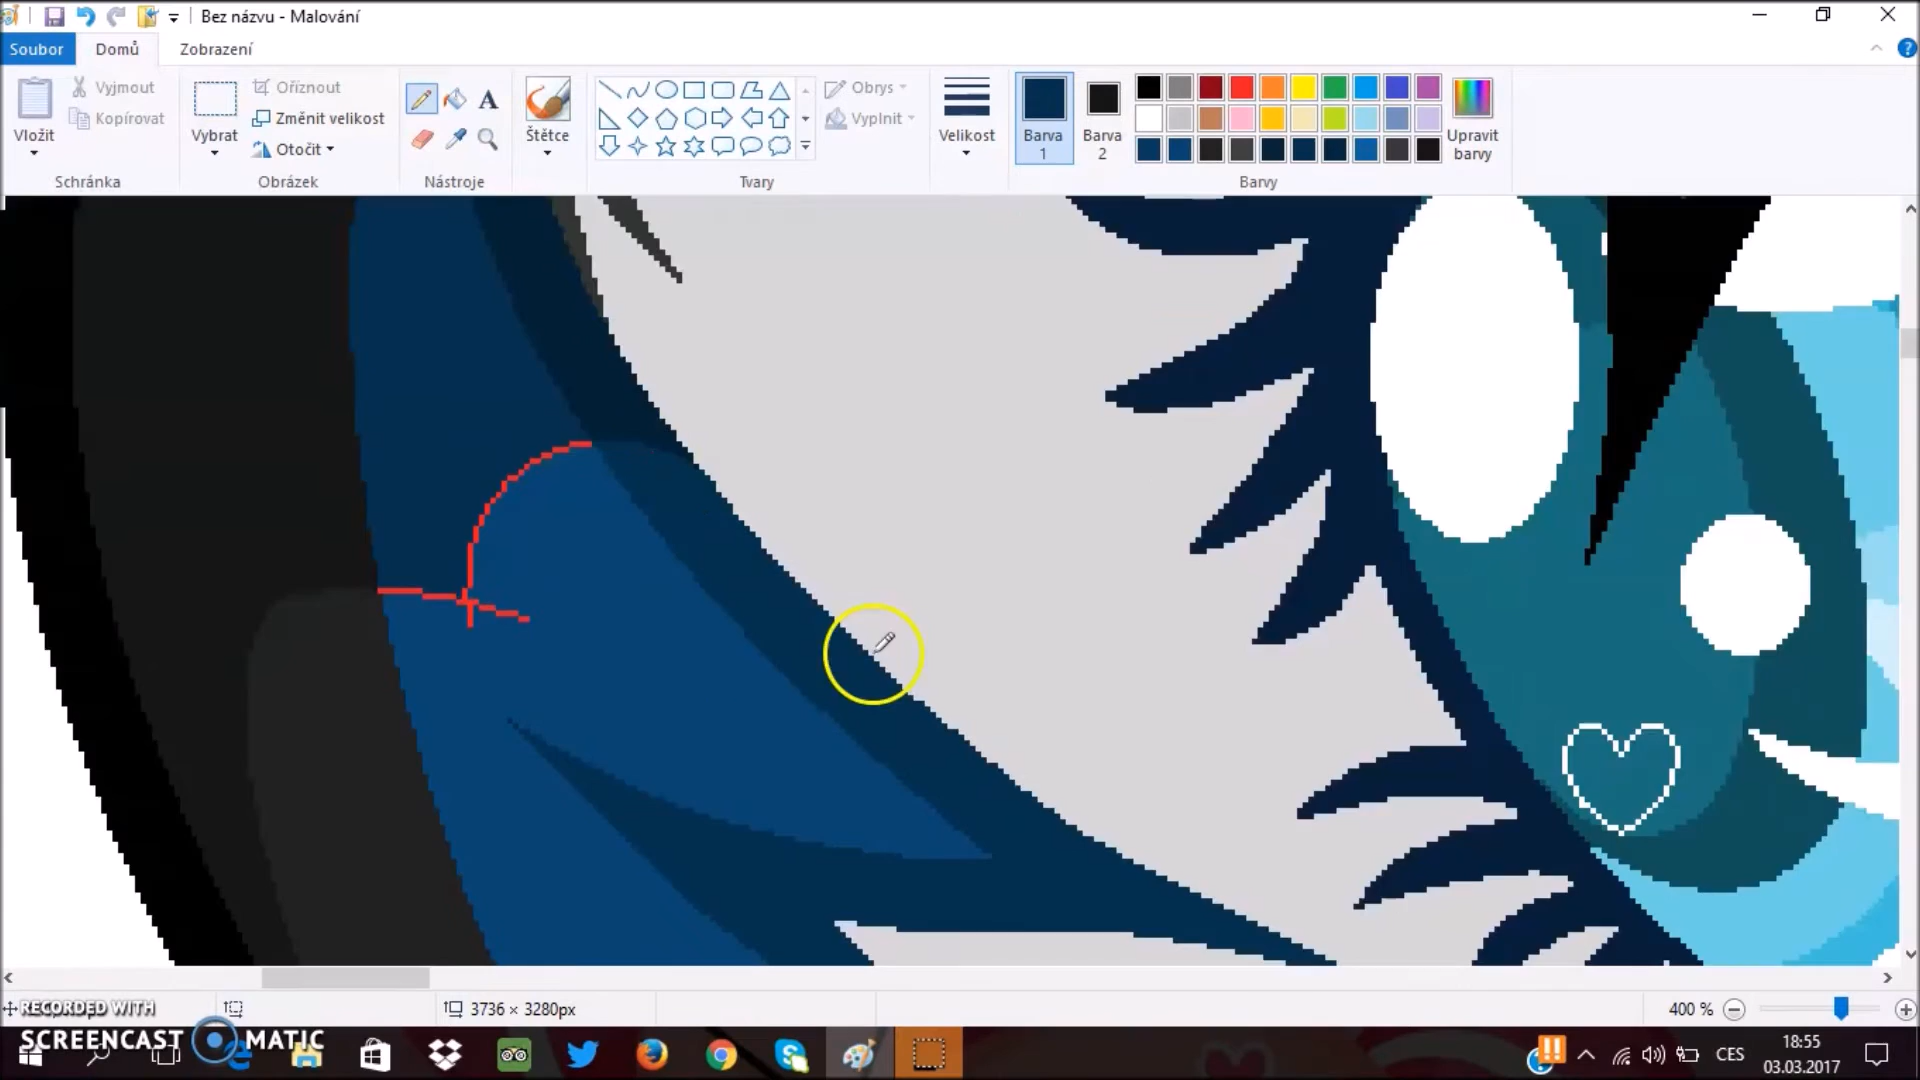 Bez názvu - Malování
Soubor Domů Zobrazení
Vložit Vyjmout Kopírovat Schránka
Vybrat Oříznout Změnit velikost Otočit Obrázek
A
Nástroje
Štětce
Tvary
Obrys
Vyplnit
Velikost
Barva 1
Barva 2
Upravit barvy
Barvy
3736 × 3280px
400 %
RECORDED WITH
SCREENCAST MATIC
CES
18:55
03.03.2017